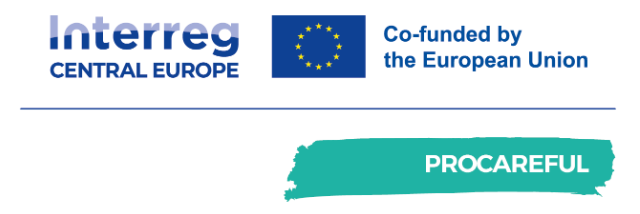 Interreg
CENTRAL EUROPE
Co-funded by
the European Union
PROCAREFUL